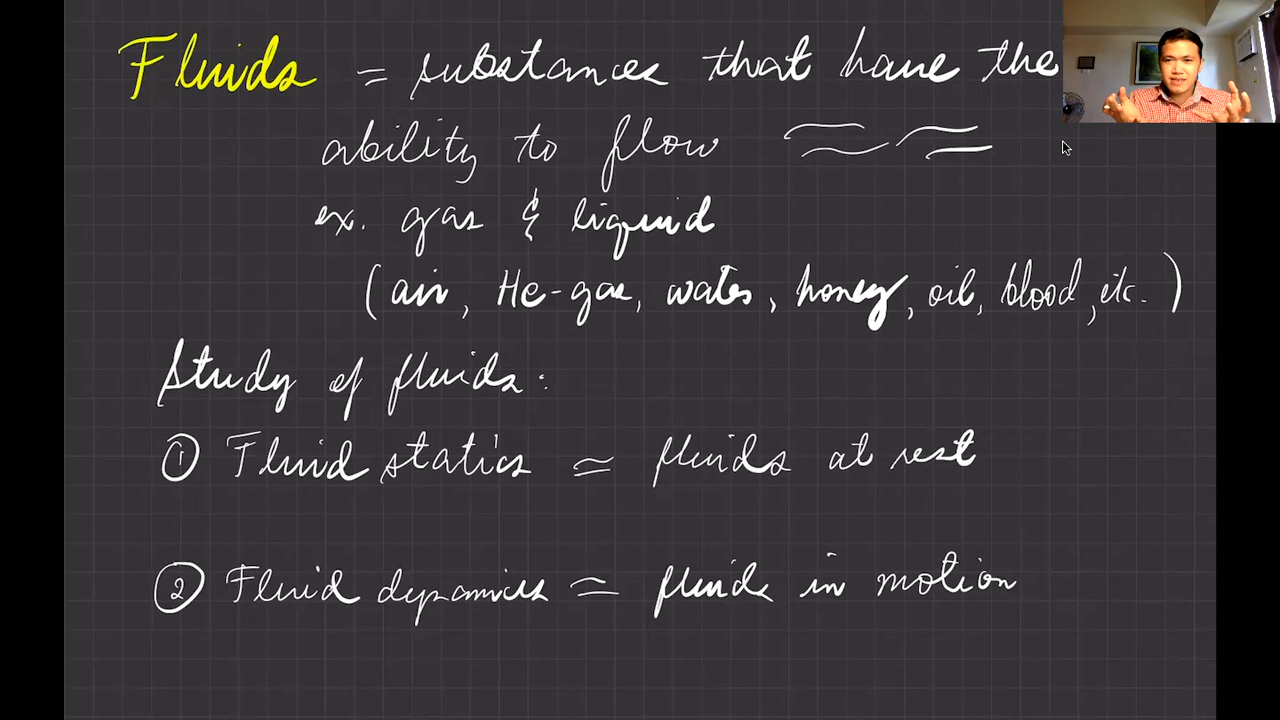 Fluids = substances that have the
ability to flow
ex. gas & liquid
(air, He-gas, water, honey, oil, blood, etc.)
Study of fluids:
① Fluid statics = fluids at rest
② Fluid dynamics = fluids in motion